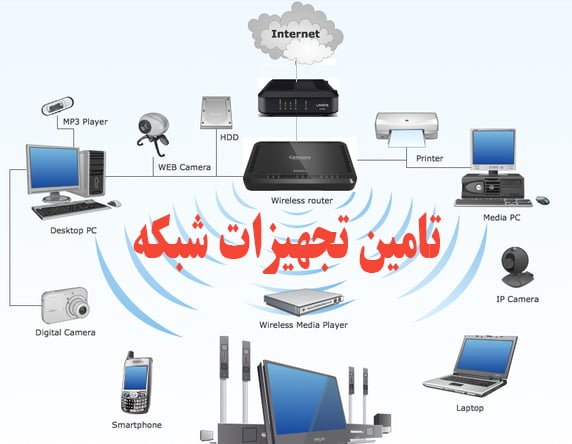 Internet
MP3 Player
HDD
WEB Camera
Printer
Wireless router
Desktop PC
Media PC
تامین تجهیزات شبکه
IP Camera
Digital Camera
Wireless Media Player
Smartphone
Laptop